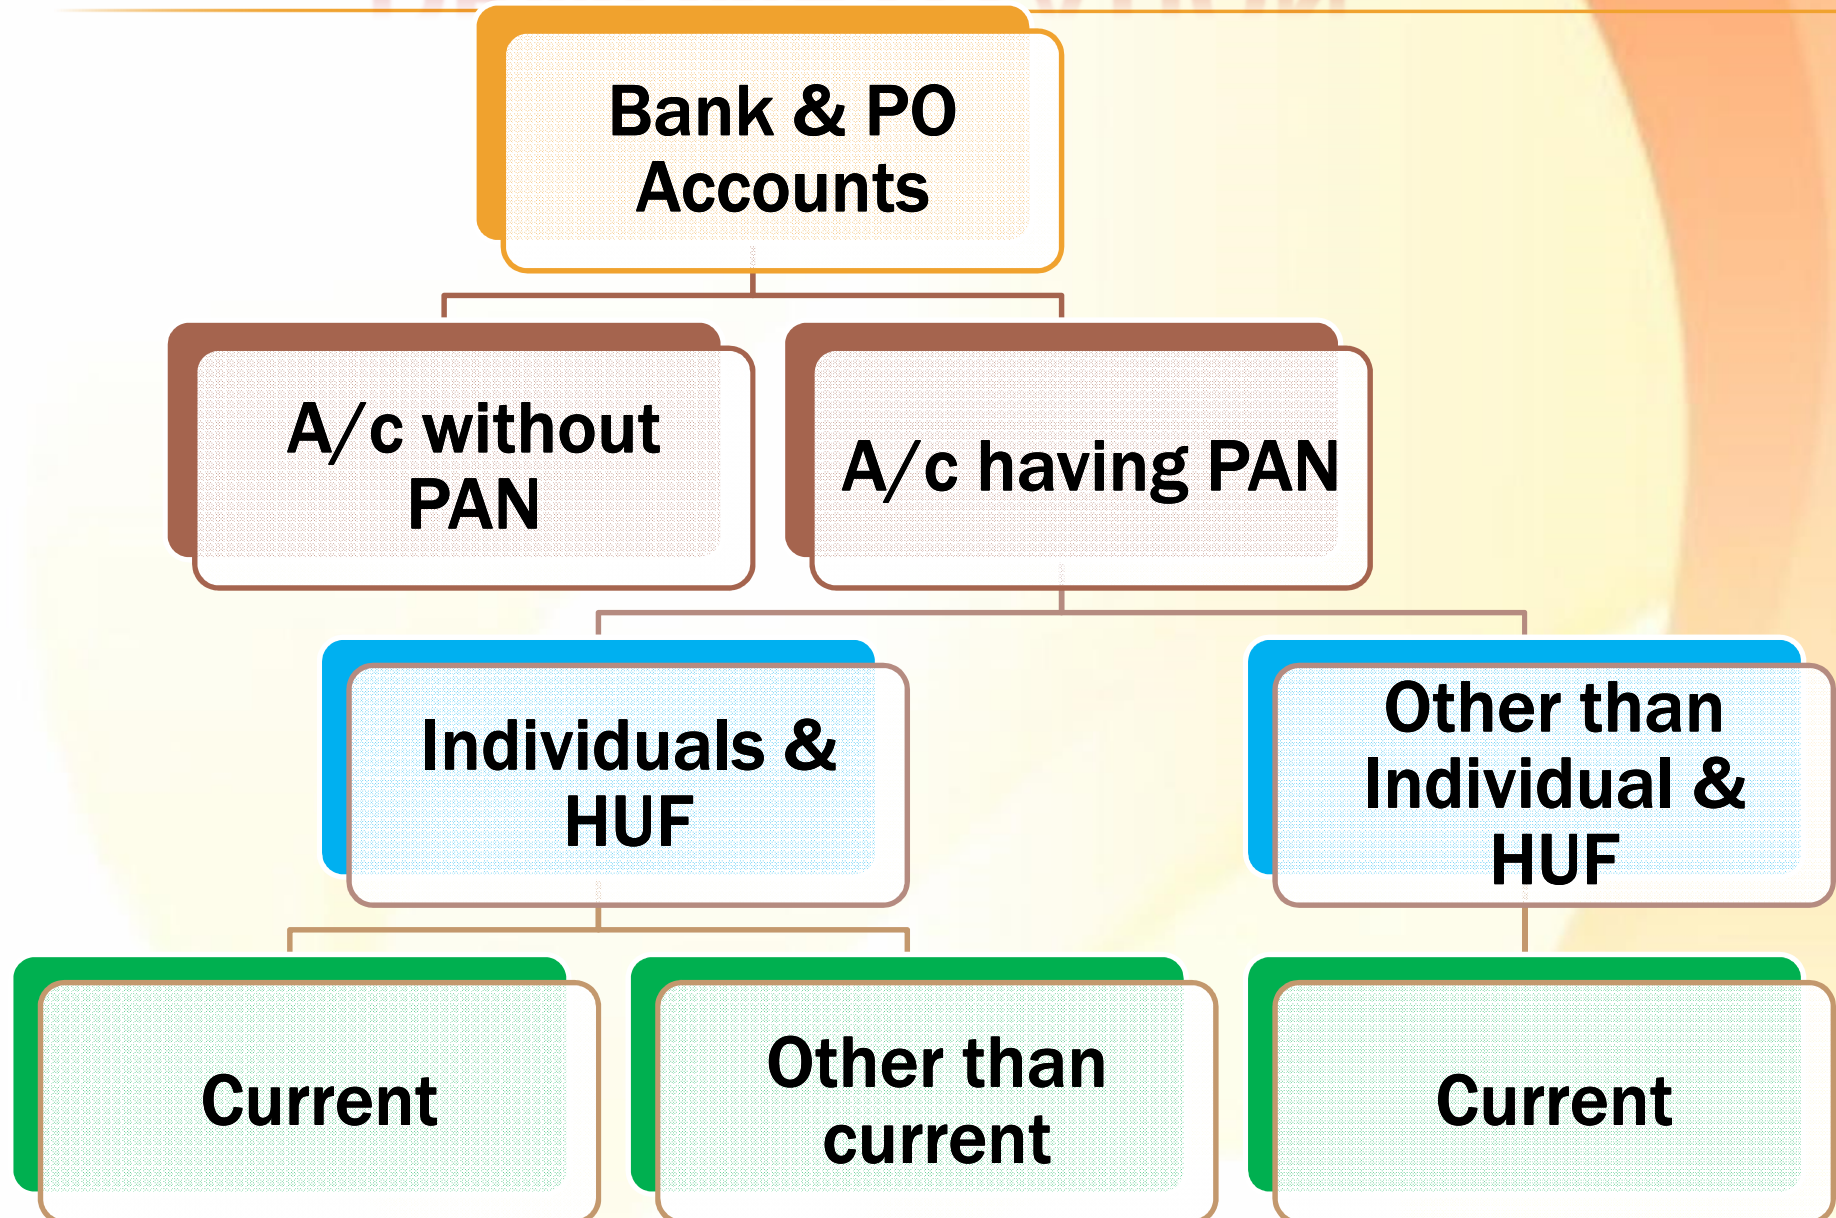 Bank & PO
Accounts
A/c without
PAN
A/c having PAN
Individuals &
HUF
Other than
Individual &
HUF
Current
Other than
current
Current